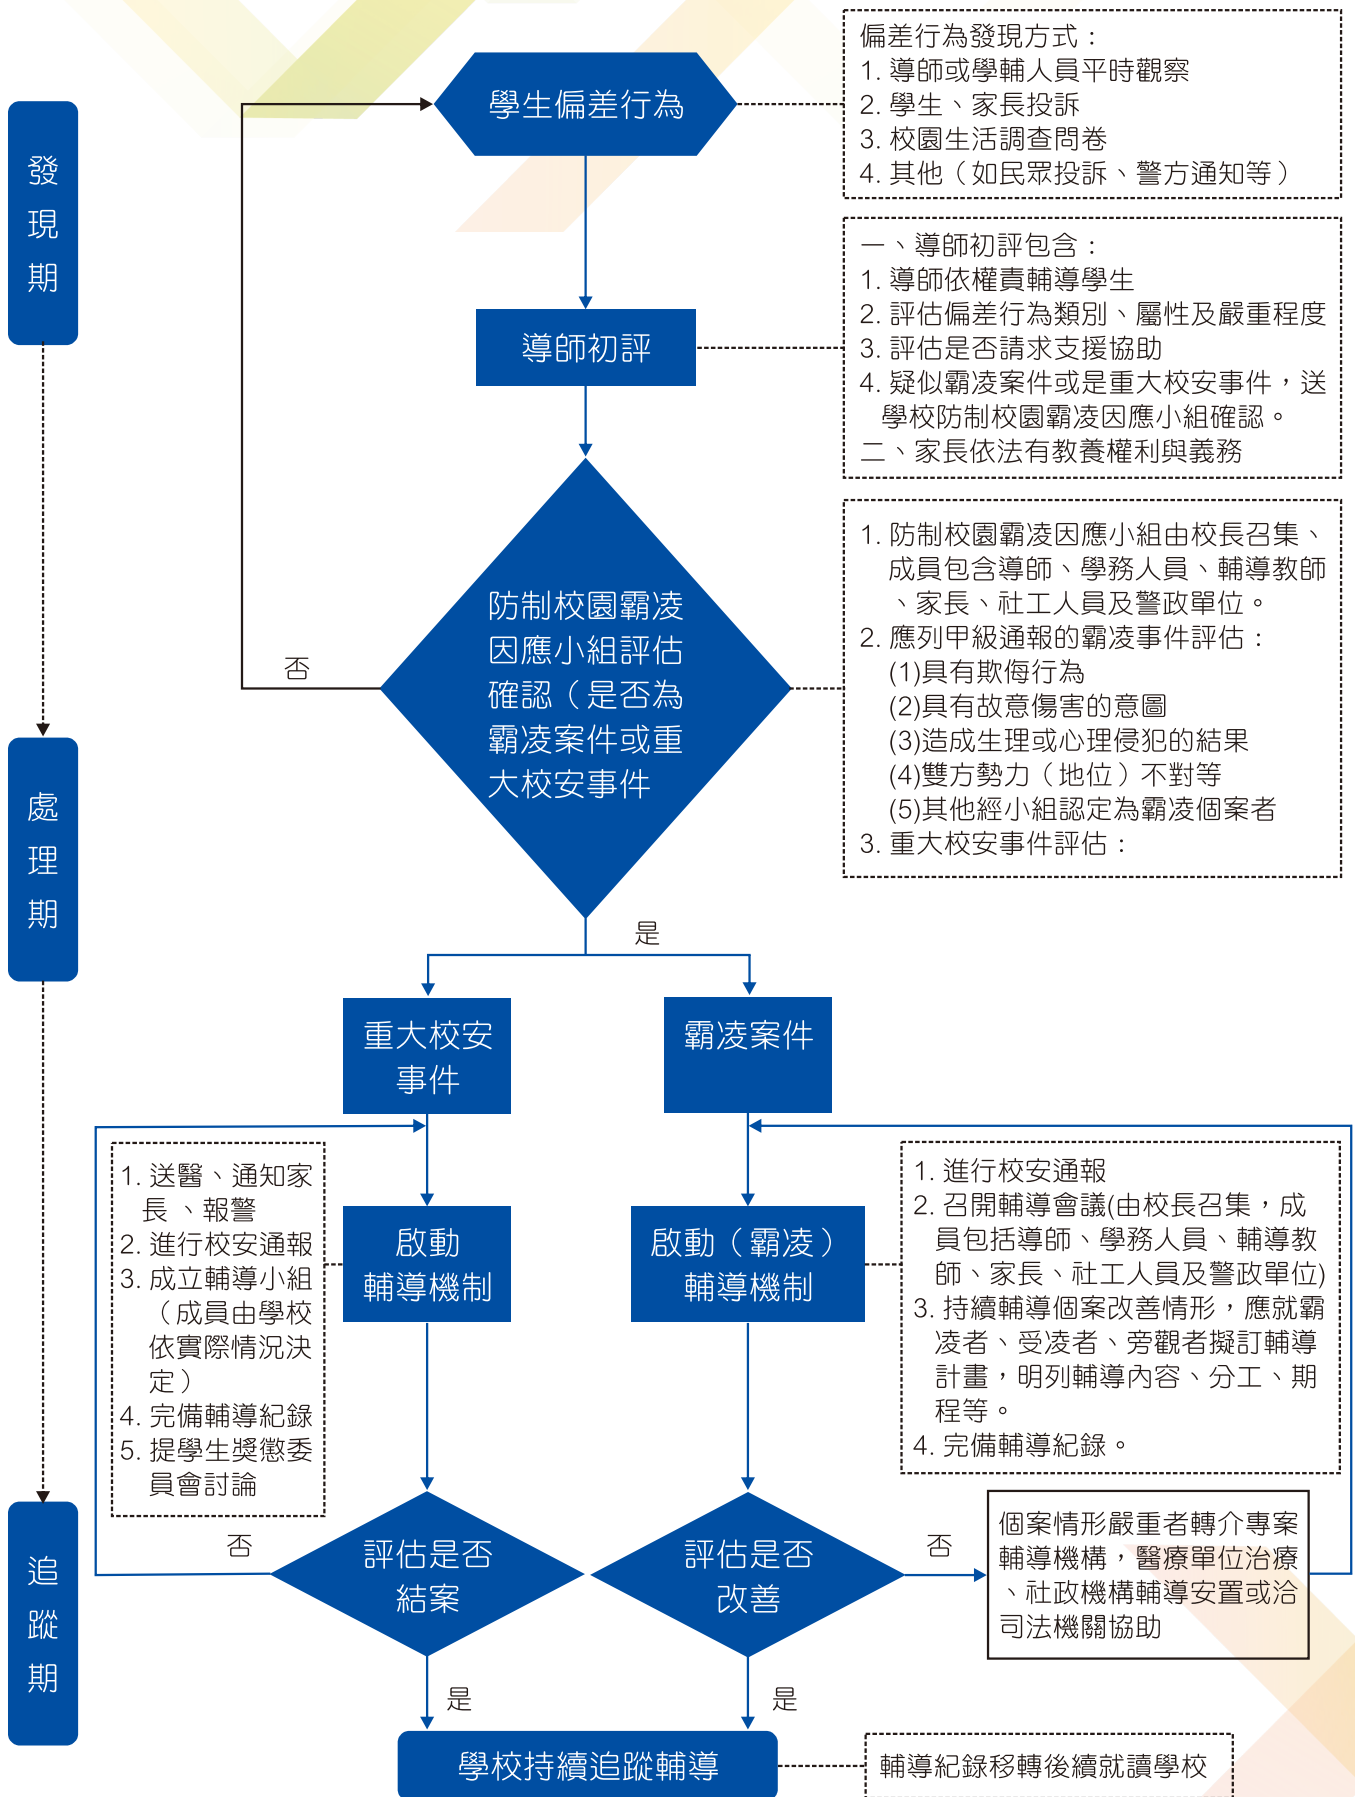 發
現
期
處
理
期
追
蹤
期
學生偏差行為
偏差行為發現方式：
1. 導師或學輔人員平時觀察
2. 學生、家長投訴
3. 校園生活調查問卷
4. 其他（如民眾投訴、警方通知等）
導師初評
一、導師初評包含：
1. 導師依權責輔導學生
2. 評估偏差行為類別、屬性及嚴重程度
3. 評估是否請求支援協助
4. 疑似霸凌案件或是重大校安事件，送
學校防制校園霸凌因應小組確認。
二、家長依法有教養權利與義務
防制校園霸凌
因應小組評估
確認（是否為
霸凌案件或重
大校安事件
否
是
1. 防制校園霸凌因應小組由校長召集、
成員包含導師、學務人員、輔導教師
、家長、社工人員及警政單位。
2. 應列甲級通報的霸凌事件評估：
(1)具有欺侮行為
(2)具有故意傷害的意圖
(3)造成生理或心理侵犯的結果
(4)雙方勢力（地位）不對等
(5)其他經小組認定為霸凌個案者
3. 重大校安事件評估：
重大校安
事件
霸凌案件
1. 送醫、通知家
長 、報警
2. 進行校安通報
3. 成立輔導小組
（成員由學校
依實際情況決
定）
4. 完備輔導紀錄
5. 提學生獎懲委
員會討論
啟動
輔導機制
啟動（霸凌）
輔導機制
1. 進行校安通報
2. 召開輔導會議(由校長召集，成
員包括導師、學務人員、輔導教
師、家長、社工人員及警政單位)
3. 持續輔導個案改善情形，應就霸
凌者、受凌者、旁觀者擬訂輔導
計畫，明列輔導內容、分工、期
程等。
4. 完備輔導紀錄。
否
評估是否
結案
評估是否
改善
否
個案情形嚴重者轉介專案
輔導機構，醫療單位治療
、社政機構輔導安置或洽
司法機關協助
是
是
學校持續追蹤輔導
輔導紀錄移轉後續就讀學校